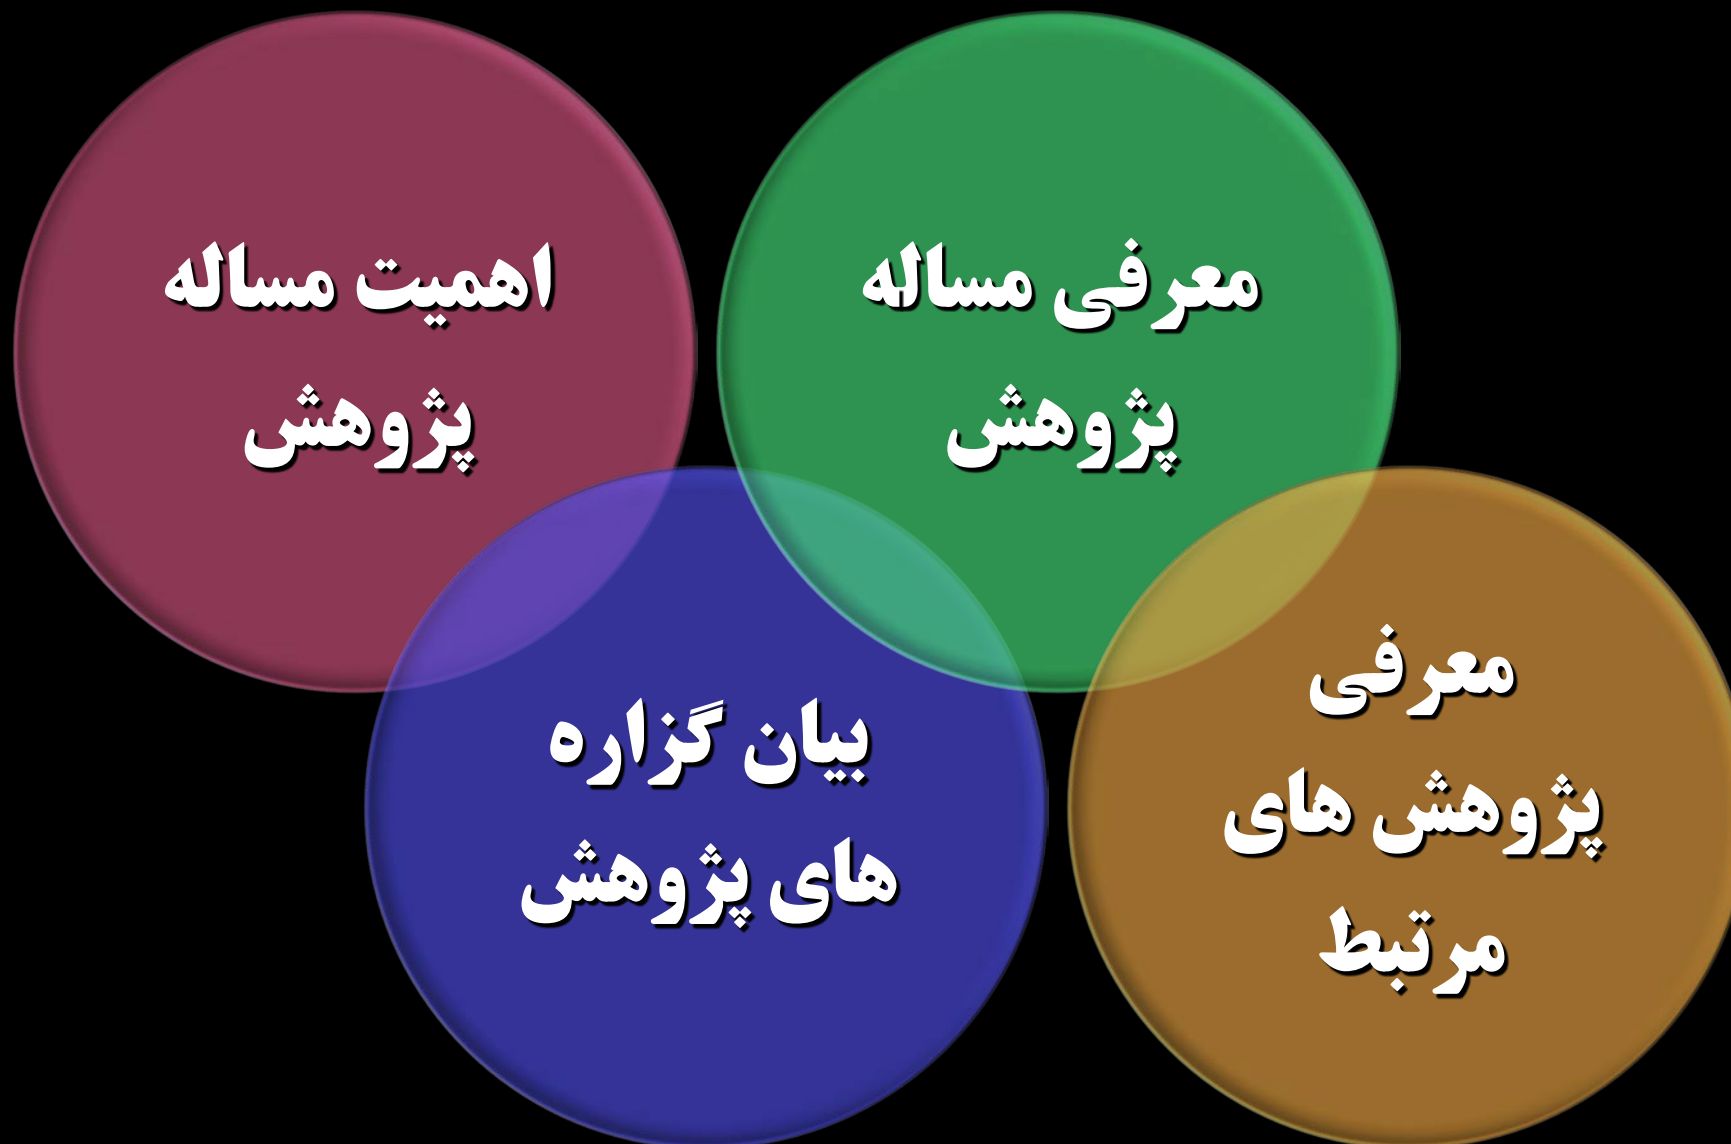 معرفی مساله
پژوهش
اهمیت مساله
پژوهش
معرفی
پژوهش های
مرتبط
بیان گزاره
های پژوهش